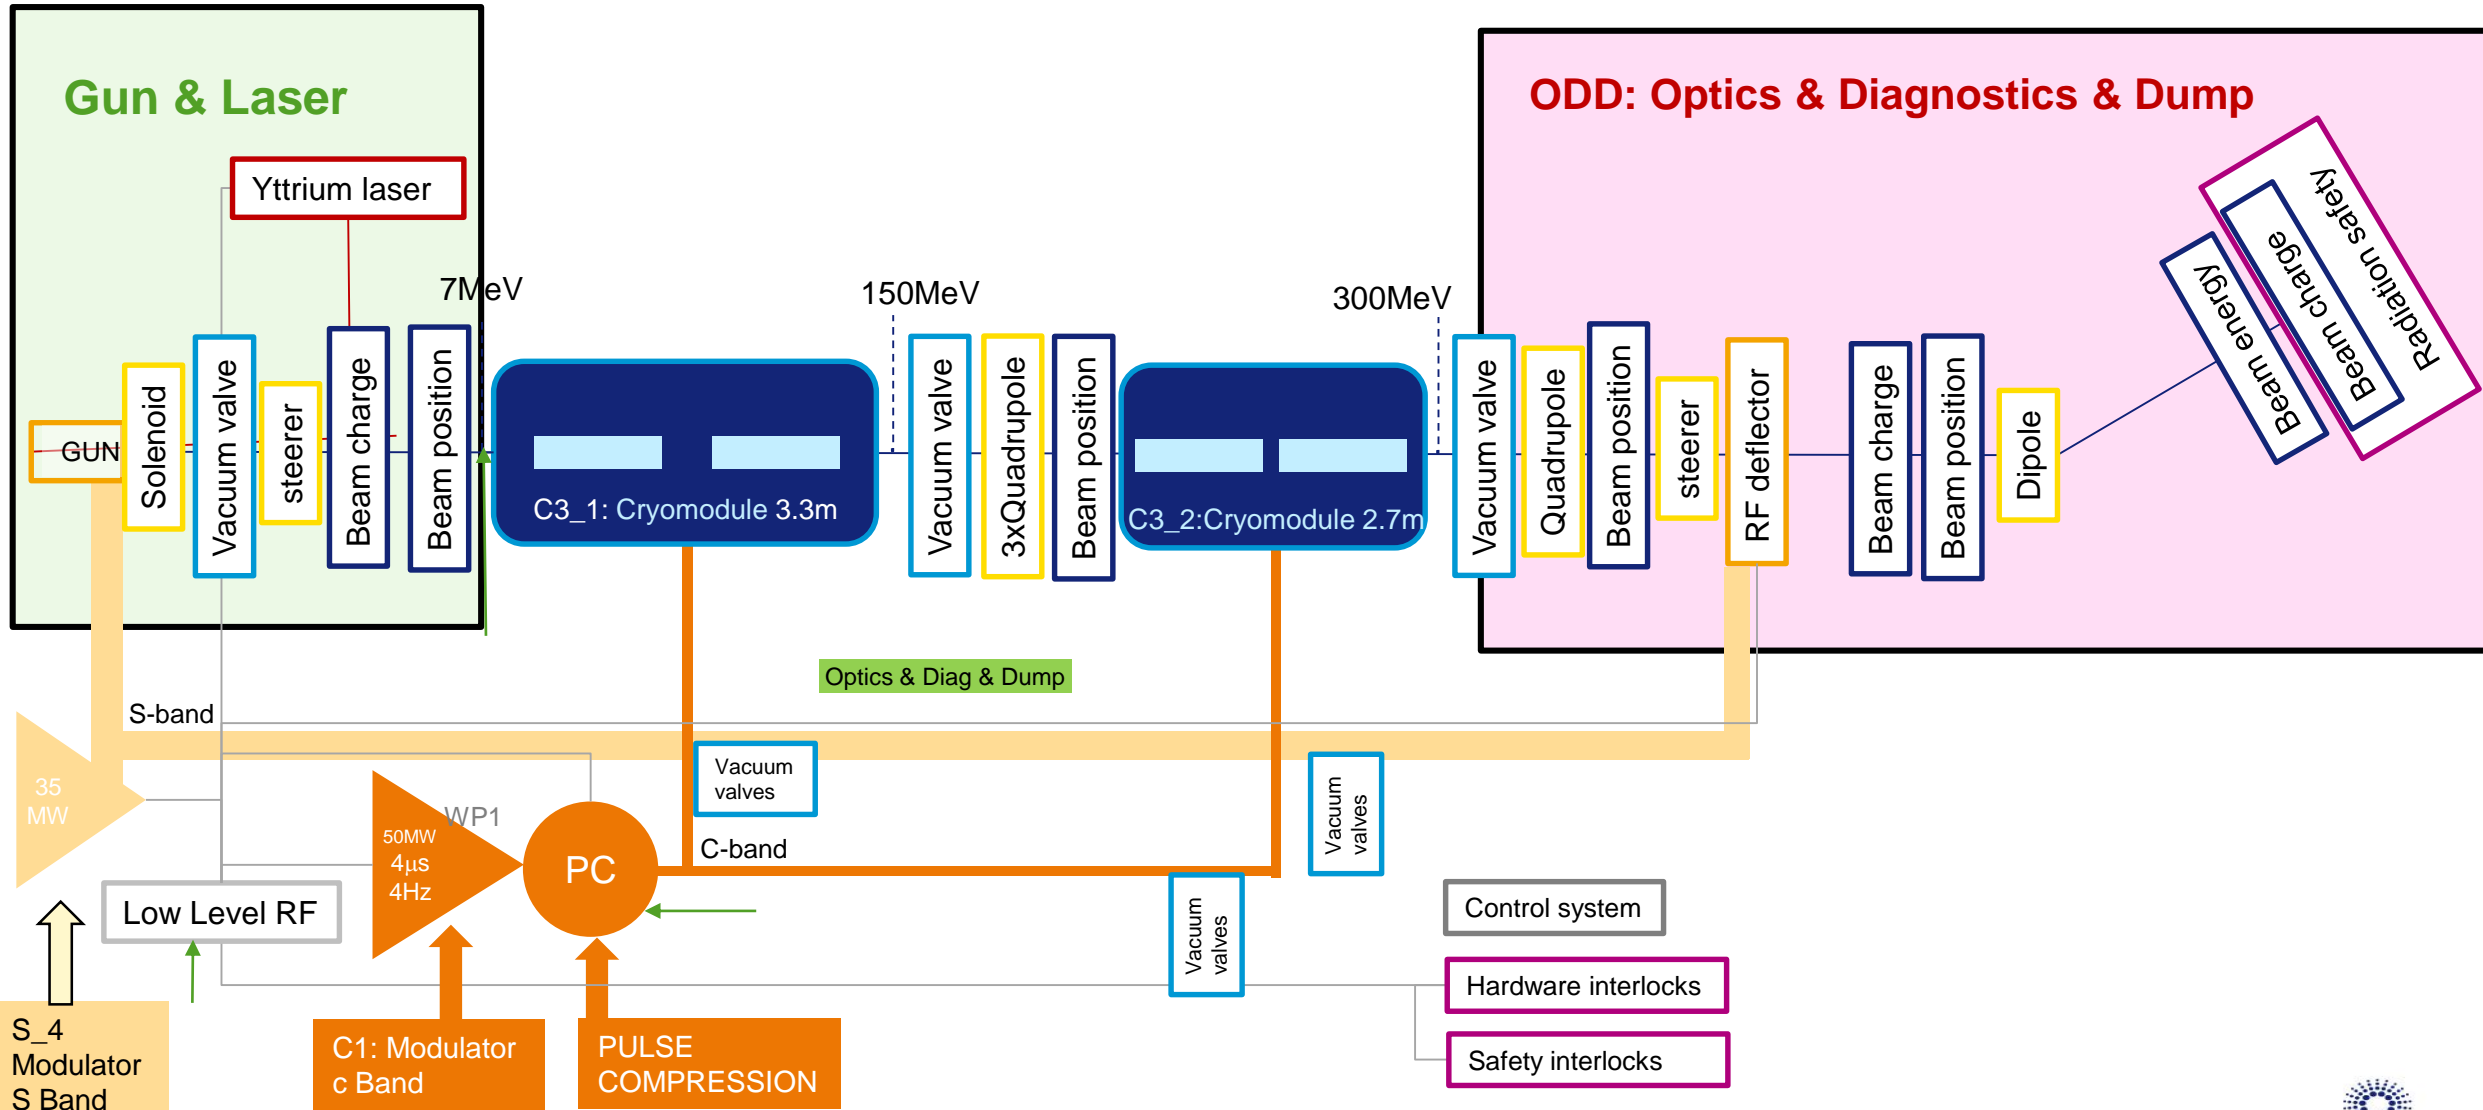 Gun & Laser
ODD: Optics & Diagnostics & Dump
Yttrium laser
7MeV
150MeV
300MeV
GUN
Solenoid
Vacuum valve
steerer
Beam charge
Beam position
C3_1: Cryomodule 3.3m
Vacuum valve
3xQuadrupole
Beam position
C3_2:Cryomodule 2.7m
Vacuum valve
Quadrupole
Beam position
steerer
RF deflector
Beam charge
Beam position
Dipole
Beam energy
Beam charge
Radiation safety
Optics & Diag & Dump
S-band
35
MW
Vacuum
valves
Vacuum
valves
WP1
50MW
4μs
4Hz
PC
C-band
Vacuum
valves
Low Level RF
Control system
Hardware interlocks
Safety interlocks
S_4
Modulator
S Band
C1: Modulator
c Band
PULSE
COMPRESSION